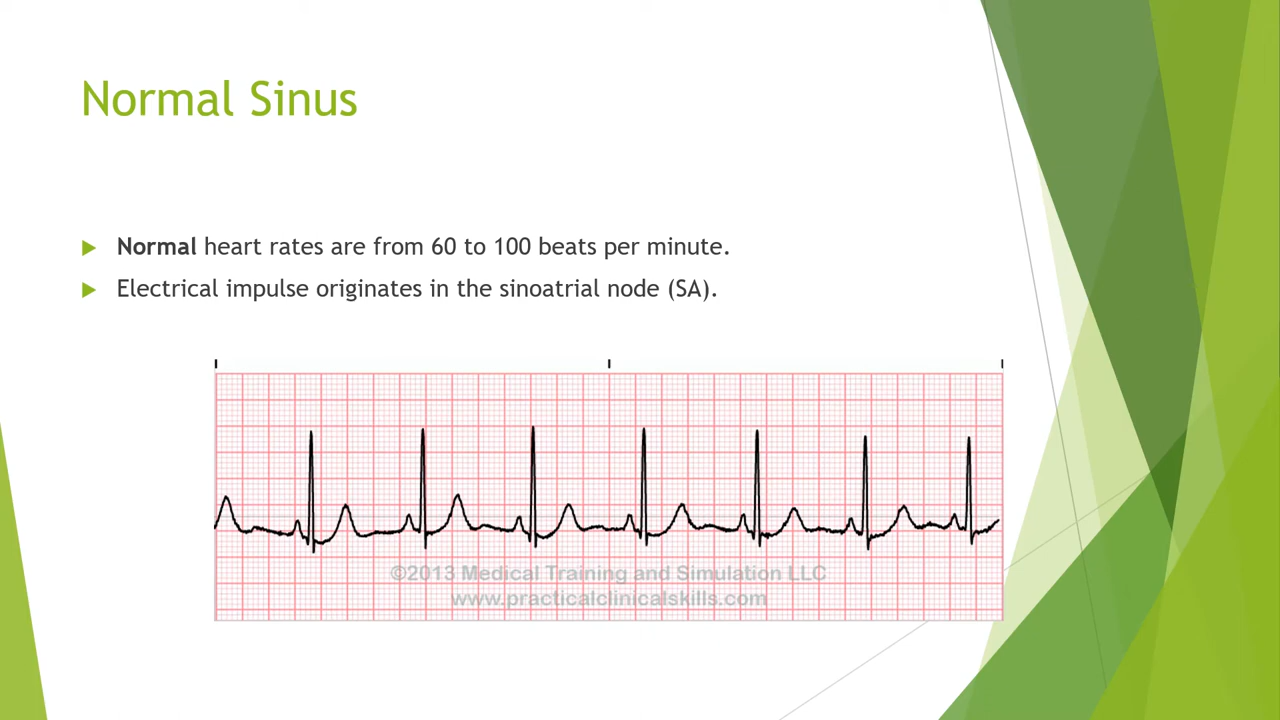 Normal Sinus
Normal heart rates are from 60 to 100 beats per minute.
Electrical impulse originates in the sinoatrial node (SA).
©2013 Medical Training and Simulation LLC
www.practicalclinicalskills.com